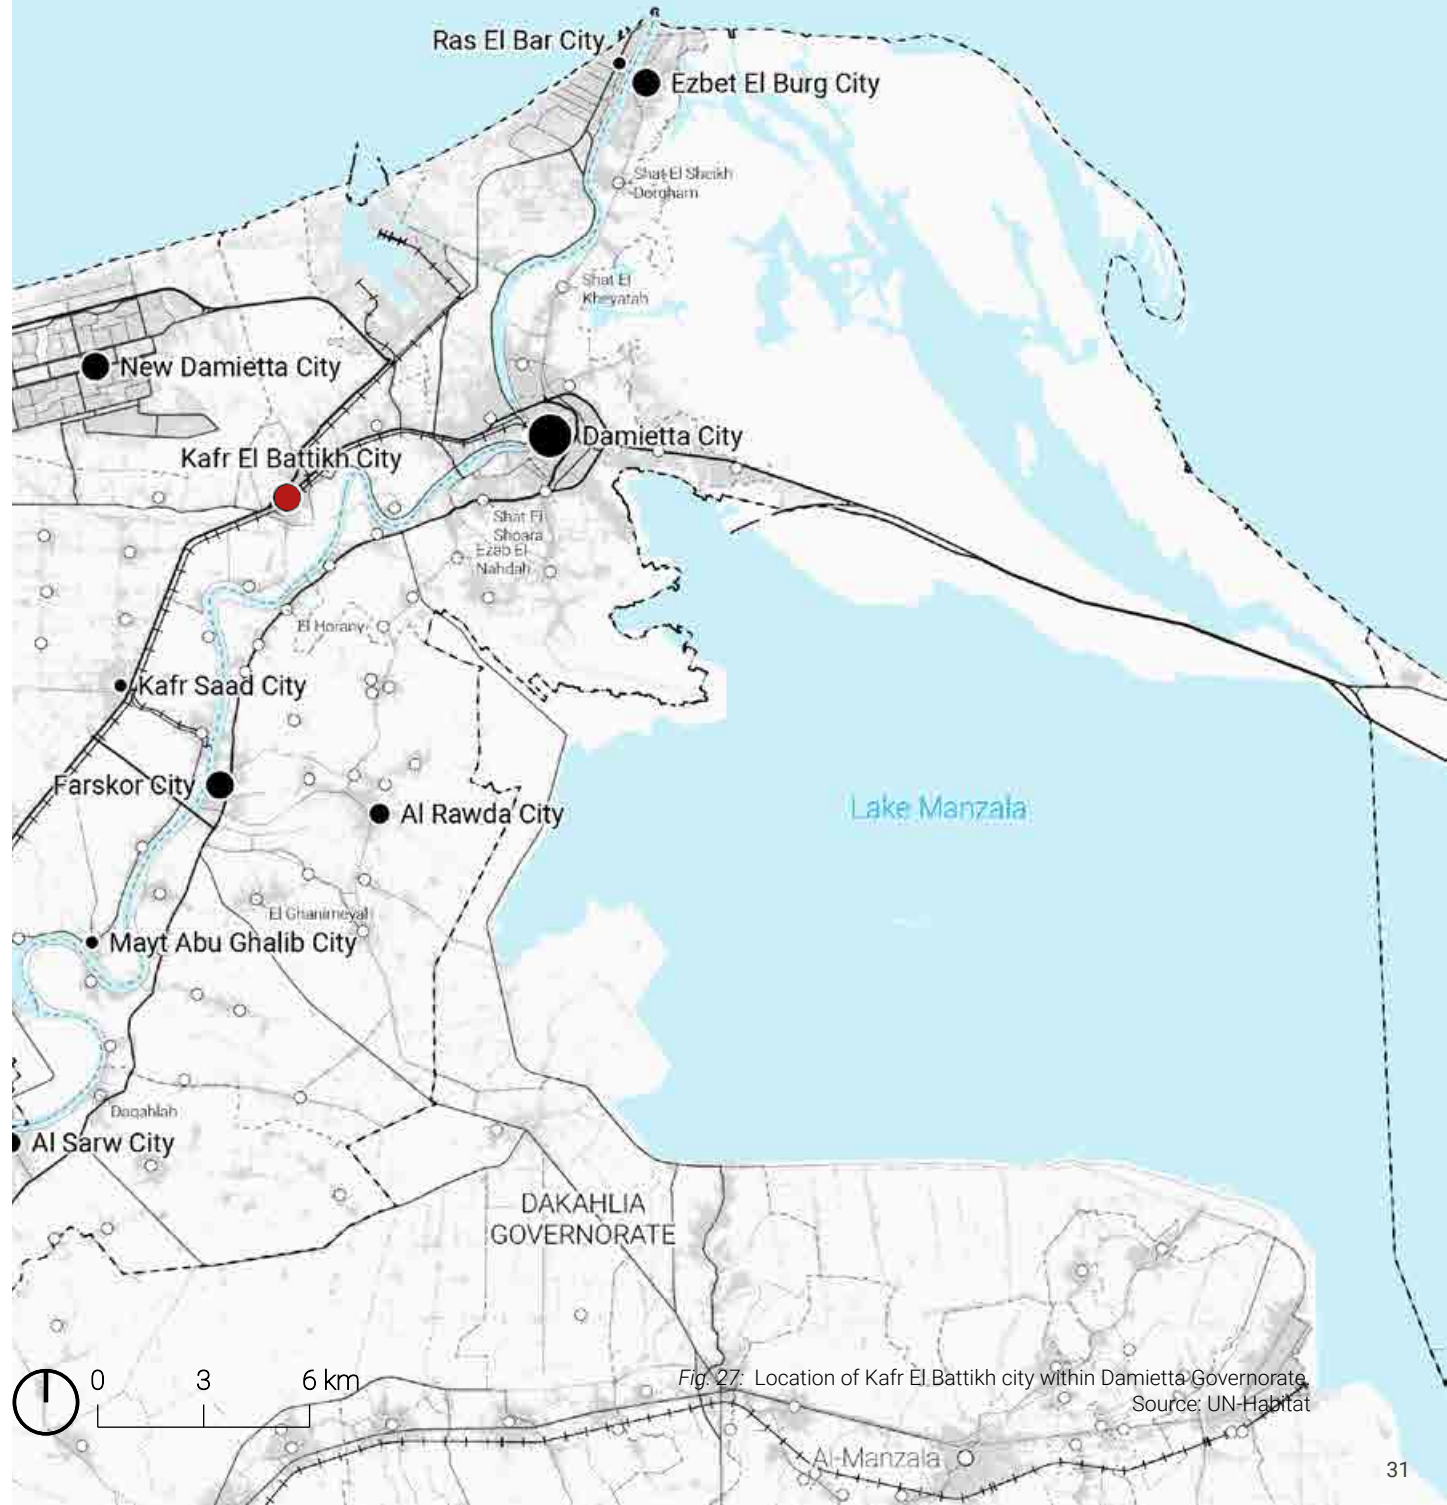 Ras El Bar City
Ezbet El Burg City
Shat El Sheikh
Dorgham
Shat El
Kheyatah
New Damietta City
Damietta City
Kafr El Battikh City
Shat El
Shoara
Ezab El
Nahdah
El Horany
Kafr Saad City
Farskor City
Al Rawda City
Lake Manzala
El Ghanimeyah
Mayt Abu Ghalib City
Daqahlah
Al Sarw City
DAKAHLIA
GOVERNORATE
0 3 6 km
Fig. 27: Location of Kafr El Battikh city within Damietta Governorate
Source: UN-Habitat
Al-Manzala
31